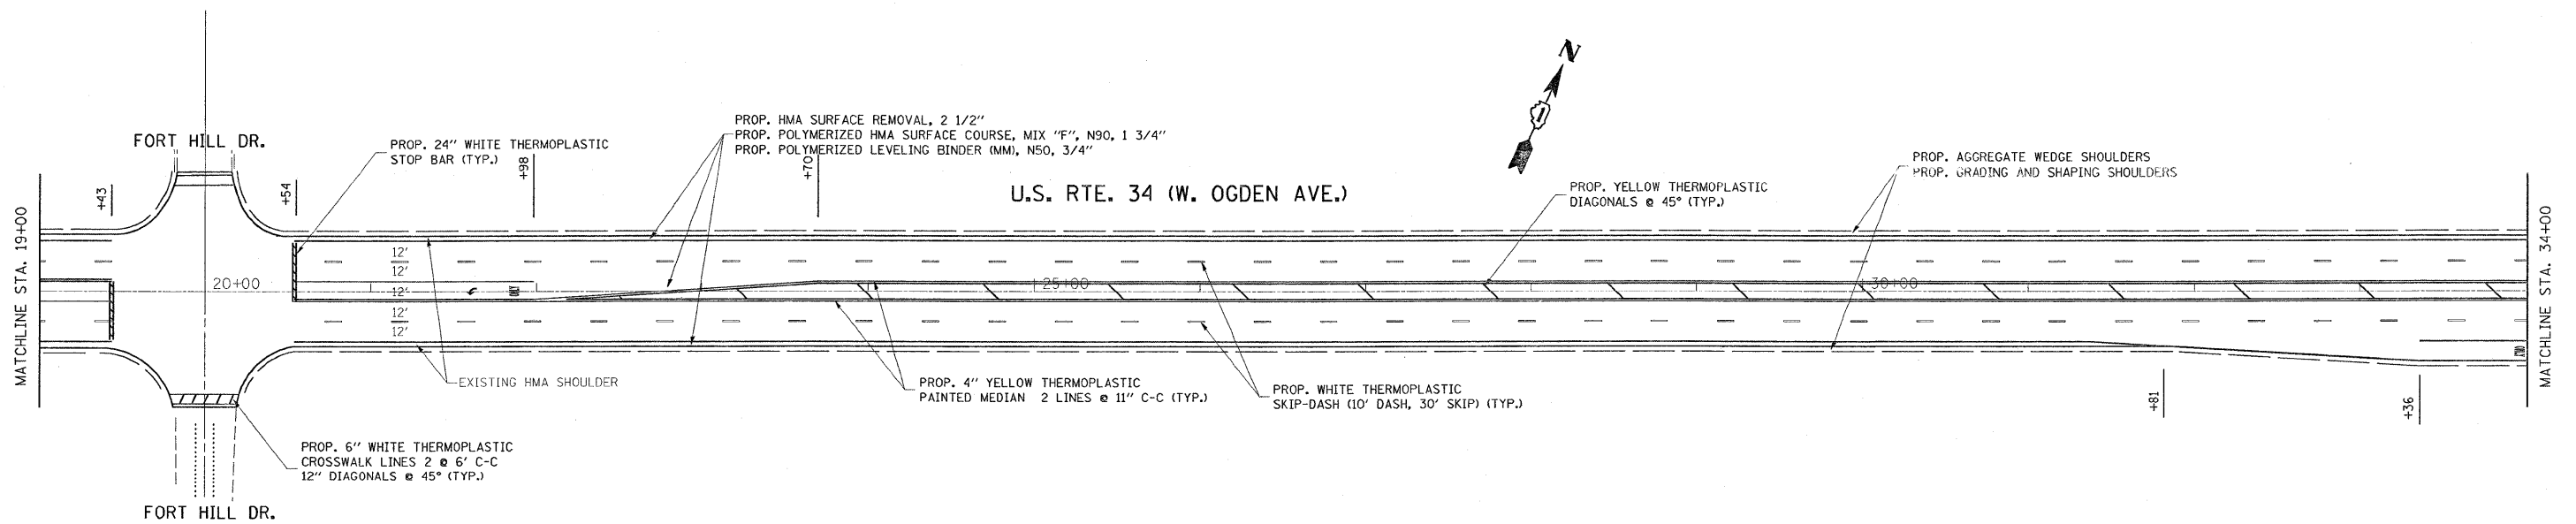 N
1
FORT HILL DR.
PROP. 24" WHITE THERMOPLASTIC
STOP BAR (TYP.)
PROP. HMA SURFACE REMOVAL, 2 1/2"
PROP. POLYMERIZED HMA SURFACE COURSE, MIX "F", N90, 1 3/4"
PROP. POLYMERIZED LEVELING BINDER (MM), N50, 3/4"
U.S. RTE. 34 (W. OGDEN AVE.)
PROP. YELLOW THERMOPLASTIC
DIAGONALS @ 45° (TYP.)
PROP. AGGREGATE WEDGE SHOULDERS
PROP. GRADING AND SHAPING SHOULDERS
+43
+54
+98
+70
MATCHLINE STA. 19+00
20+00
12'
12'
12'
12'
12'
ONLY
25+00
30+00
ONLY
MATCHLINE STA. 34+00
EXISTING HMA SHOULDER
PROP. 4" YELLOW THERMOPLASTIC
PAINTED MEDIAN 2 LINES @ 11" C-C (TYP.)
PROP. WHITE THERMOPLASTIC
SKIP-DASH (10' DASH, 30' SKIP) (TYP.)
+81
+36
PROP. 6" WHITE THERMOPLASTIC
CROSSWALK LINES 2 @ 6' C-C
12" DIAGONALS @ 45° (TYP.)
FORT HILL DR.